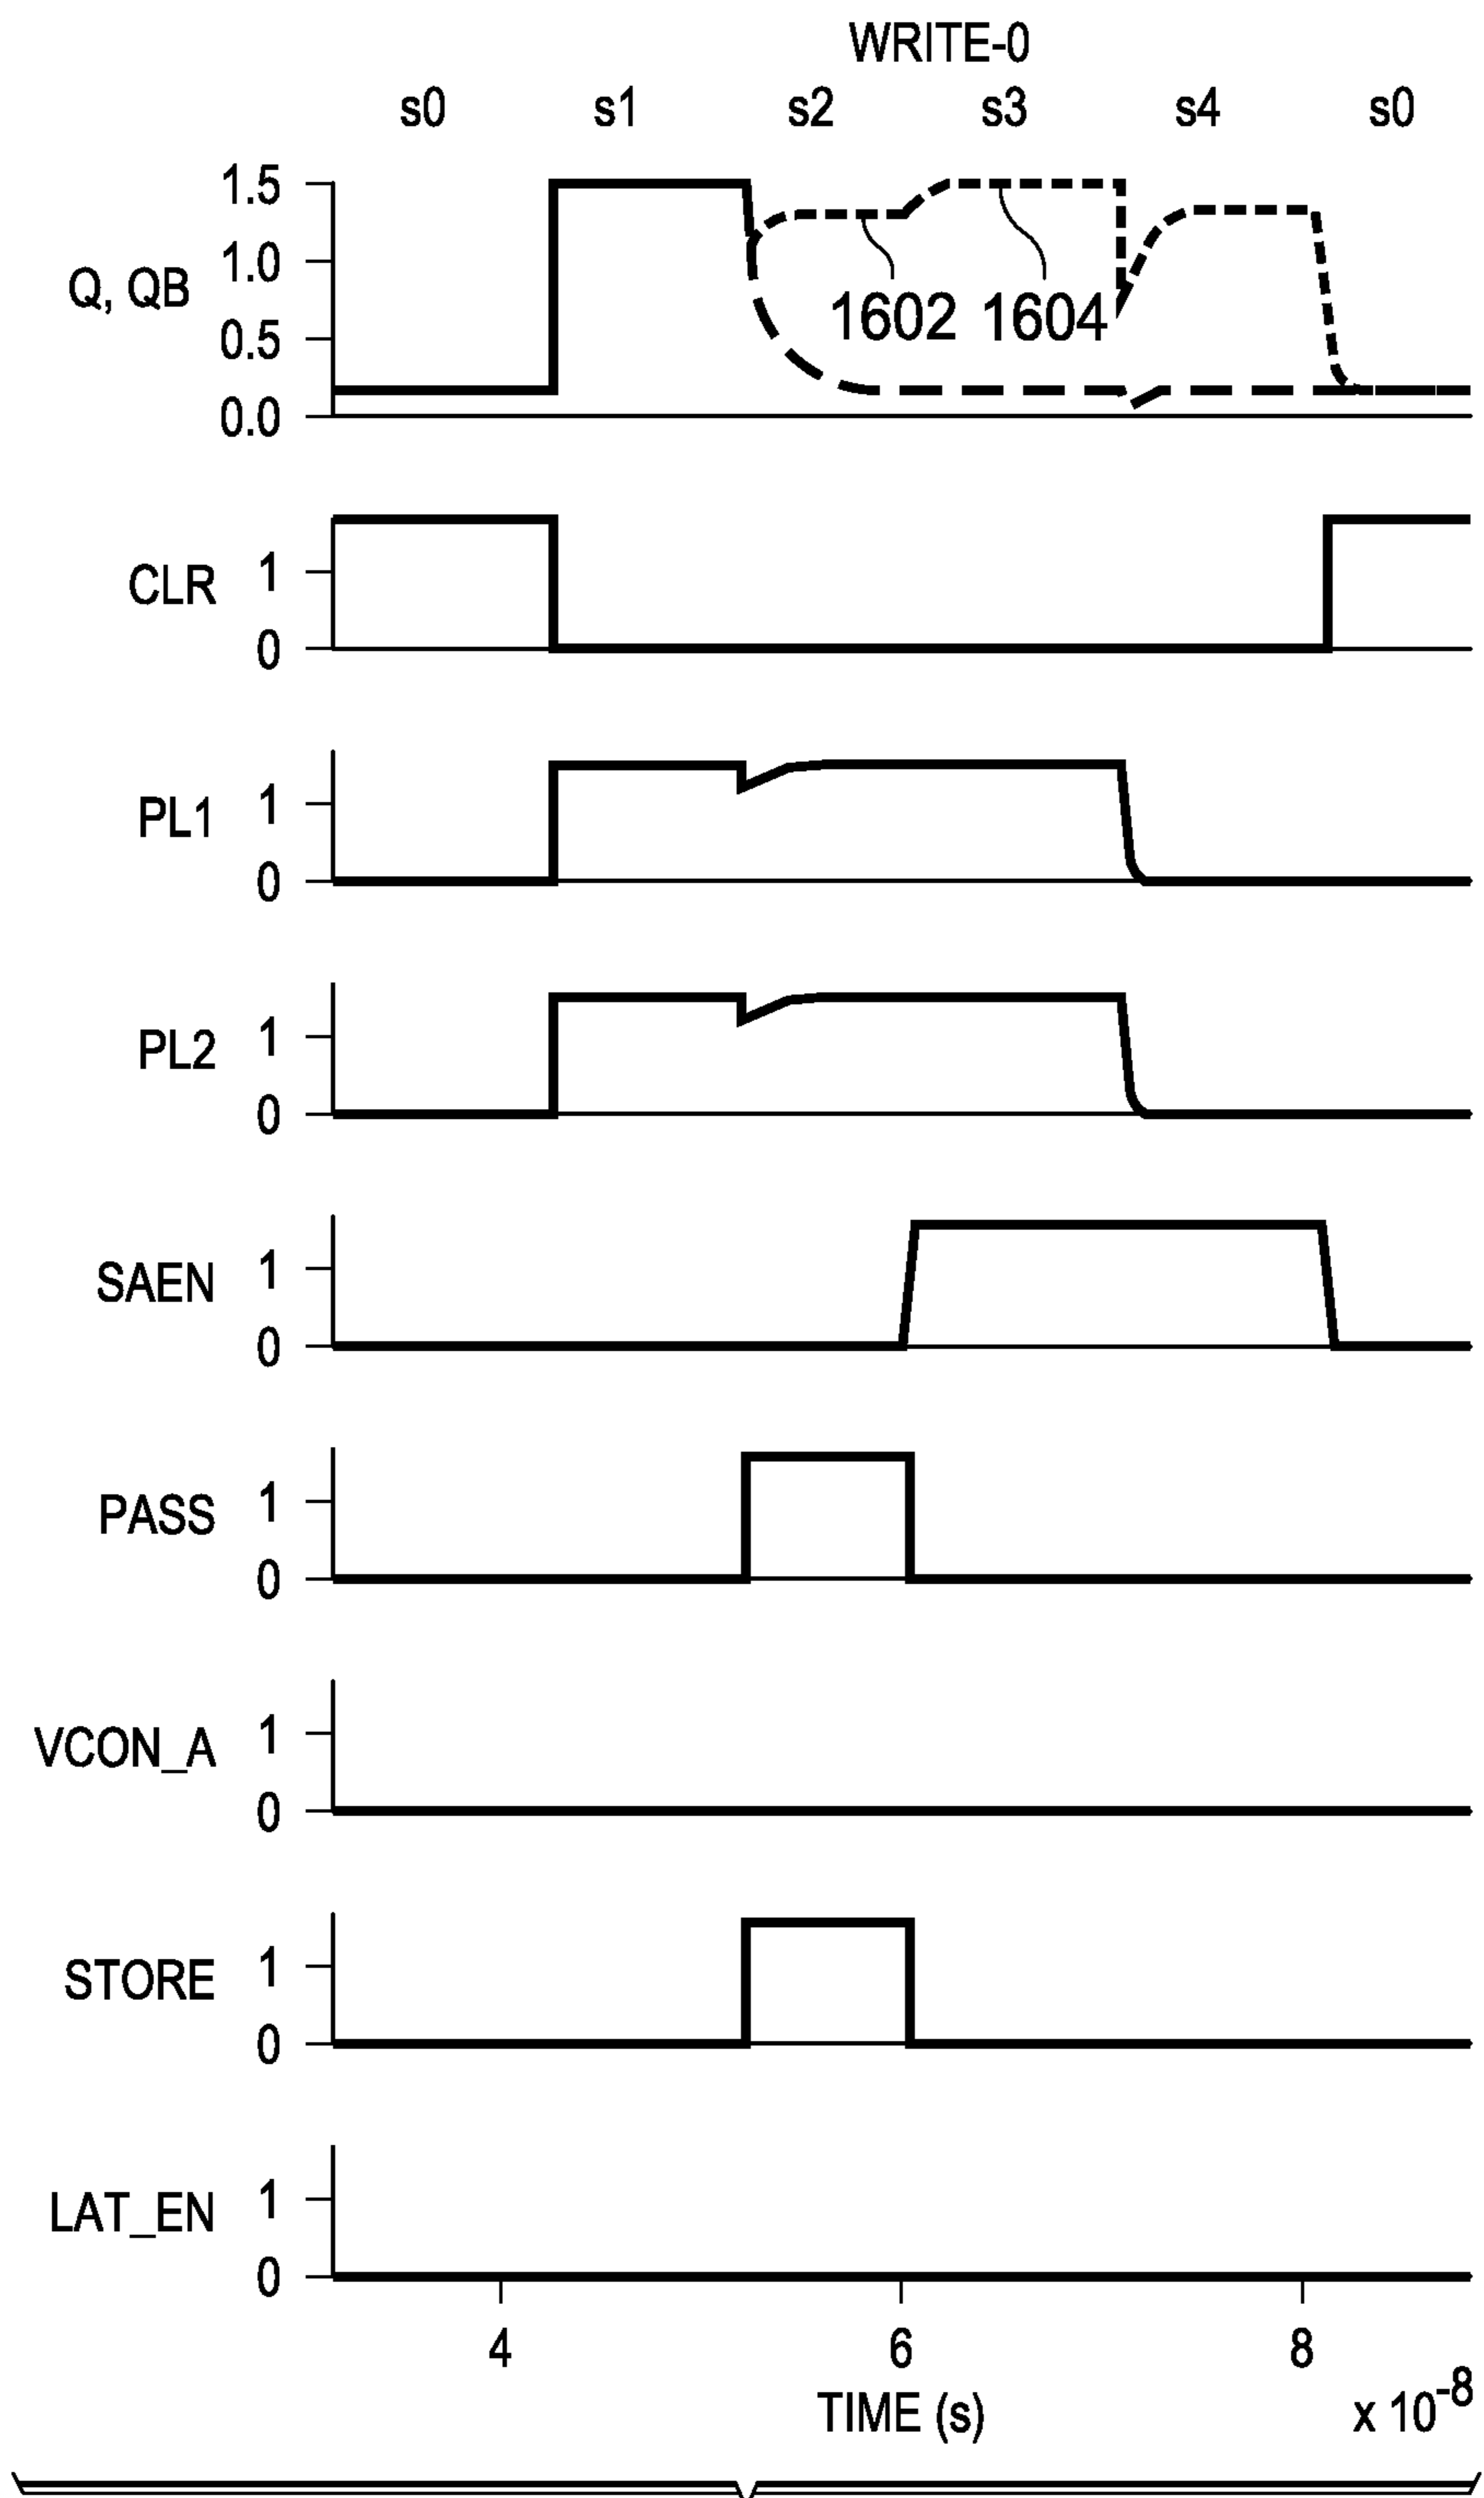 WRITE-0
s0 s1 s2 s3 s4 s0
1.5
1.0
Q, QB
1602 1604
0.5
0.0
CLR 1
0
PL1 1
0
PL2 1
0
SAEN 1
0
PASS 1
0
VCON_A 1
0
STORE 1
0
LAT_EN 1
0
4 6 8
TIME (s) x 10⁻⁸